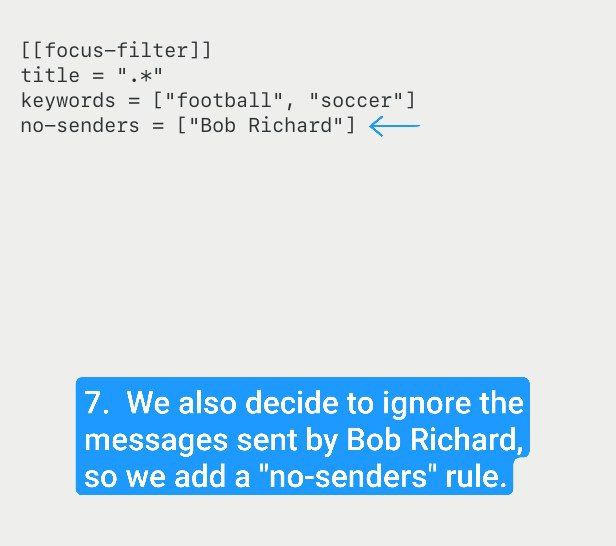 [[focus-filter]]
title = ".*"
keywords = ["football", "soccer"]
no-senders = ["Bob Richard"]
7. We also decide to ignore the
messages sent by Bob Richard,
so we add a "no-senders" rule.